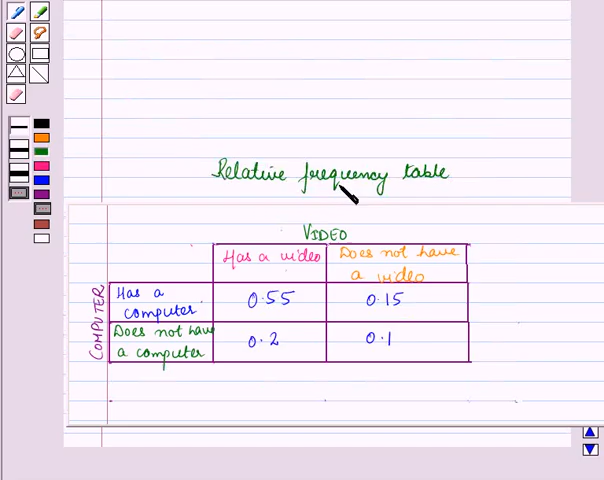 Relative frequency table
VIDEO
Has a video
Does not have
a video
COMPUTER
Has a
computer
0.55
0.15
Does not have
a computer
0.2
0.1